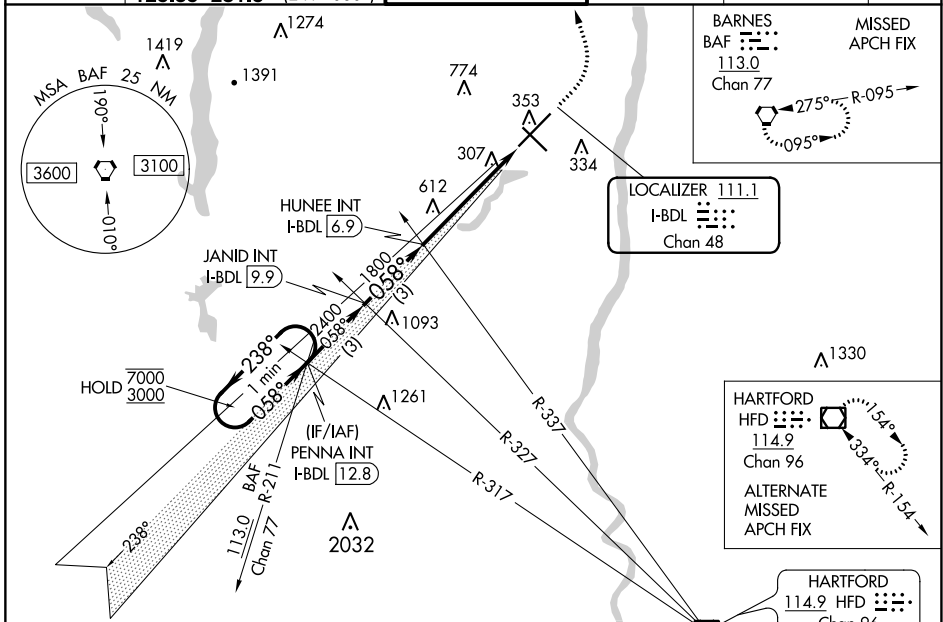 1274
1419
1391
774
353
334
307
612
MSA BAF 25 NM
190°
3600
3100
010°
BARNES
BAF
113.0
Chan 77
MISSED
APCH FIX
275°
R-095
095°
LOCALIZER 111.1
I-BDL
Chan 48
HUNEE INT
I-BDL 6.9
JANID INT
I-BDL 9.9
1800
058°
(3)
2400
058°
(3)
1093
238°
1 min
058°
HOLD 7000
3000
1261
(IF/IAF)
PENNA INT
I-BDL 12.8
R-337
R-327
R-317
BAF
R-211
113.0
Chan 77
238°
2032
1330
HARTFORD
HFD
114.9
Chan 96
154°
334°
R-154
ALTERNATE
MISSED
APCH FIX
HARTFORD
114.9 HFD